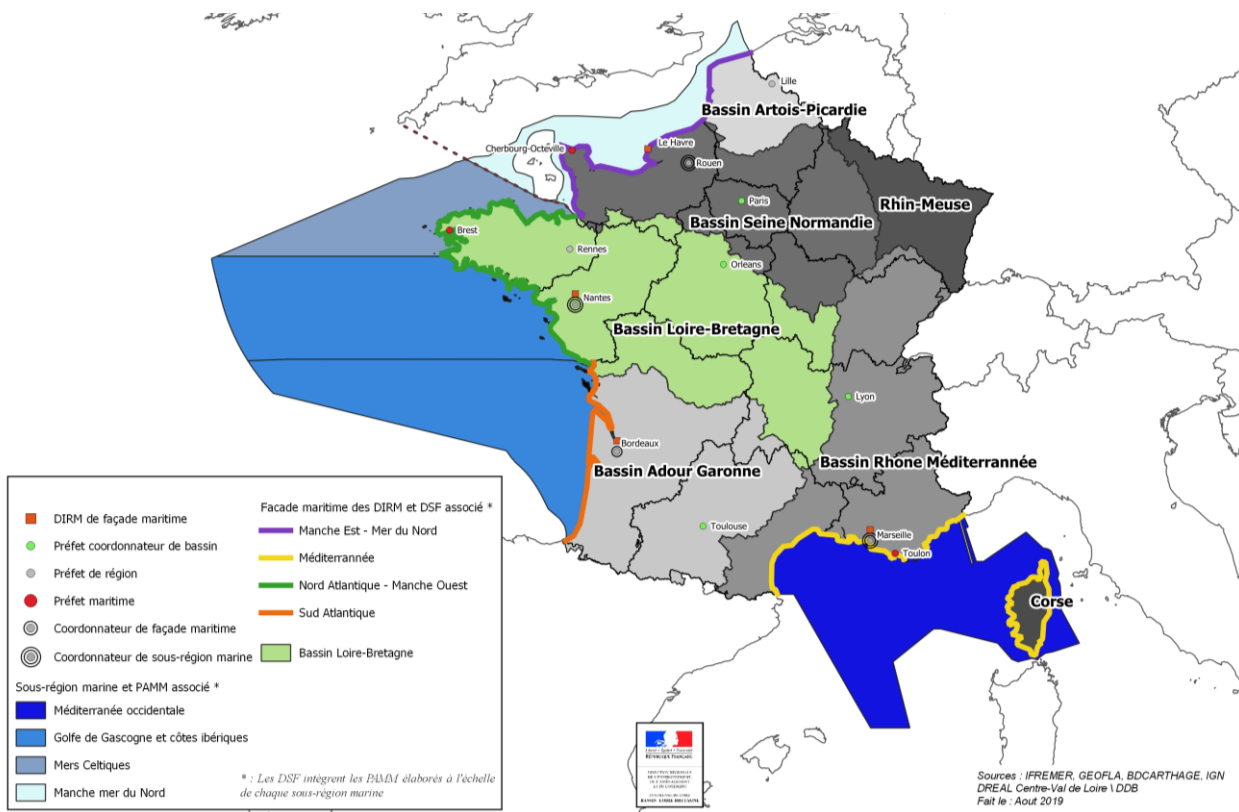 Lille
Bassin Artois-Picardie
Cherbourg-Octeville
Le Havre
Rouen
Paris
Rhin-Meuse
Bassin Seine Normandie
Brest
Rennes
Orleans
Nantes
Bassin Loire-Bretagne
Lyon
Bordeaux
Bassin Adour Garonne
Bassin Rhone Méditerrannée
Toulouse
Marseille
Toulon
Corse
DIRM de façade maritime
Préfet coordonnateur de bassin
Préfet de région
Préfet maritime
Coordonnateur de façade maritime
Coordonnateur de sous-région marine
Sous-région marine et PAMM associé *
Méditerranée occidentale
Golfe de Gascogne et côtes ibériques
Mers Celtiques
Manche mer du Nord
Facade maritime des DIRM et DSF associé *
Manche Est - Mer du Nord
Méditerrannée
Nord Atlantique - Manche Ouest
Sud Atlantique
Bassin Loire-Bretagne
* : Les DSF intègrent les PAMM élaborés à l'échelle
de chaque sous-région marine
RÉPUBLIQUE FRANÇAISE
Sources : IFREMER, GEOFLA, BDCARTHAGE, IGN
DREAL Centre-Val de Loire \ DDB
Fait le : Aout 2019